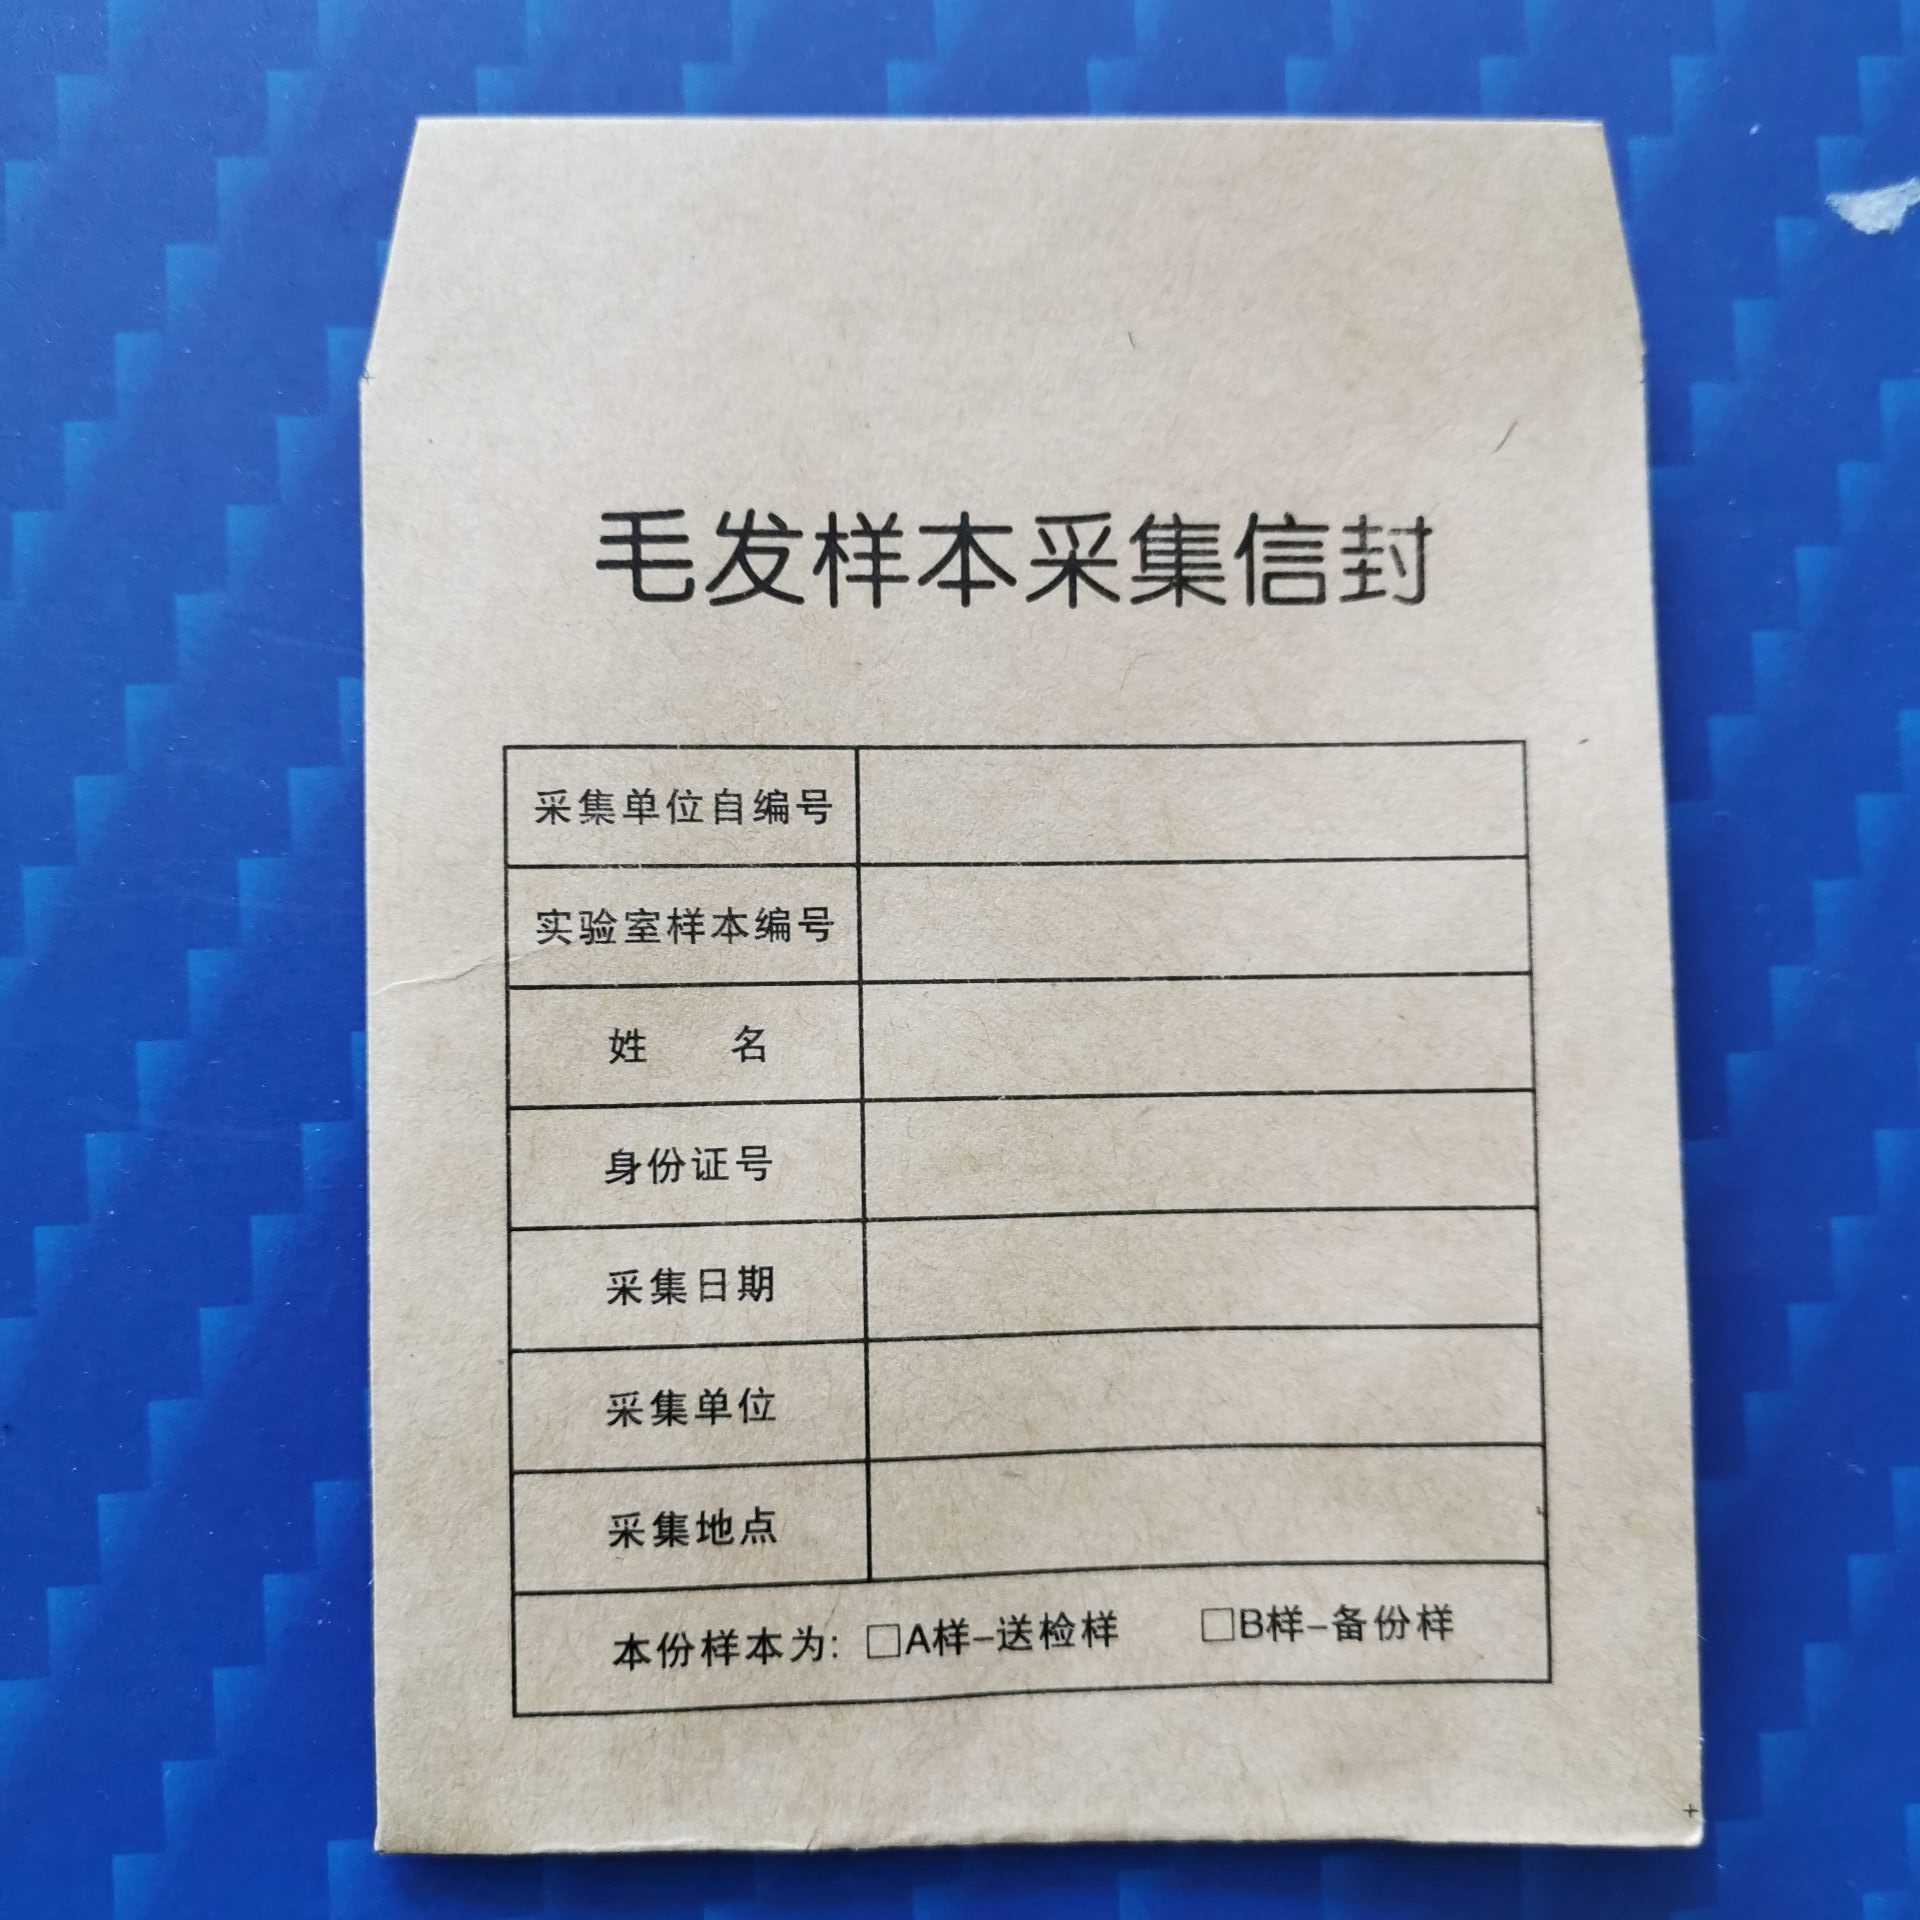 毛发样本采集信封
采集单位自编号
实验室样本编号
姓 名
身份证号
采集日期
采集单位
采集地点
本份样本为: □A样-送检样 □B样-备份样